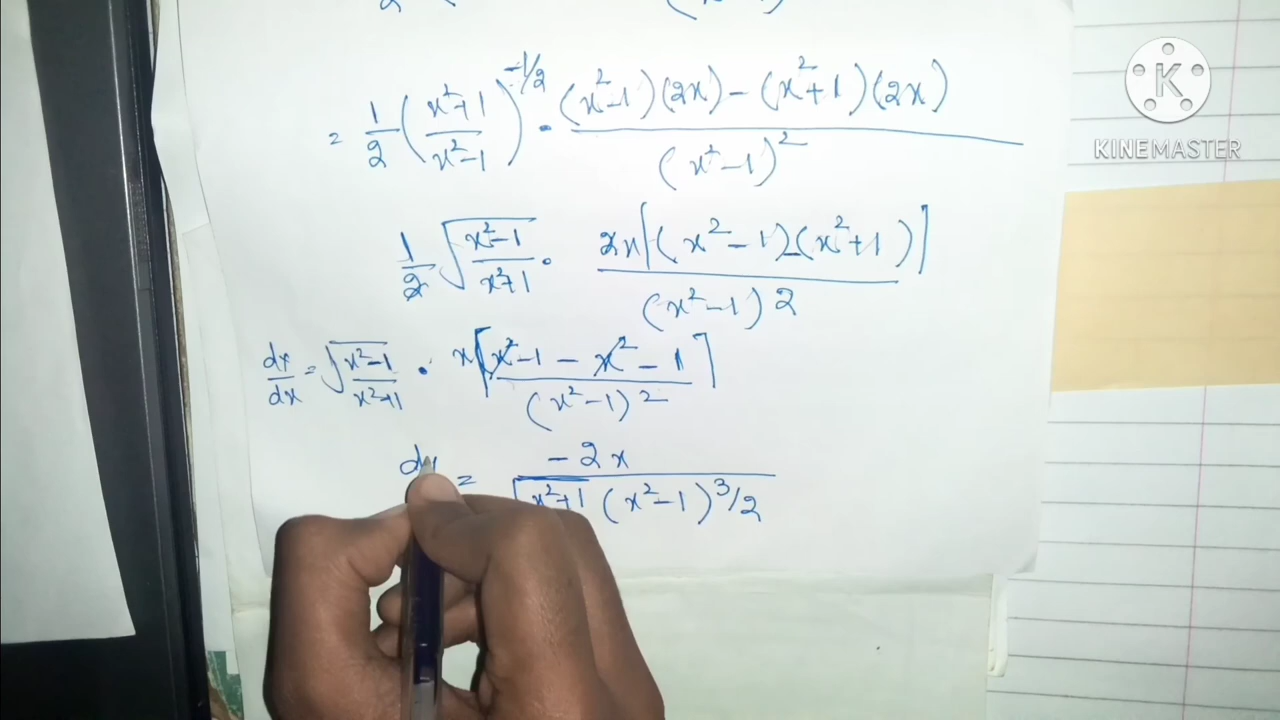 2 (
= 1/2 ((x²+1)/(x²-1))^(-1/2) · ((x²-1)(2x) - (x²+1)(2x))/(x²-1)²
K
KINEMASTER
1/2 √((x²-1)/(x²+1)) · 2x[(x²-1)-(x²+1)]/(x²-1)²
dy/dx = √((x²-1)/(x²+1)) · x[x²-1-x²-1]/(x²-1)²
dy = -2x/(√(x²+1) (x²-1)^(3/2))